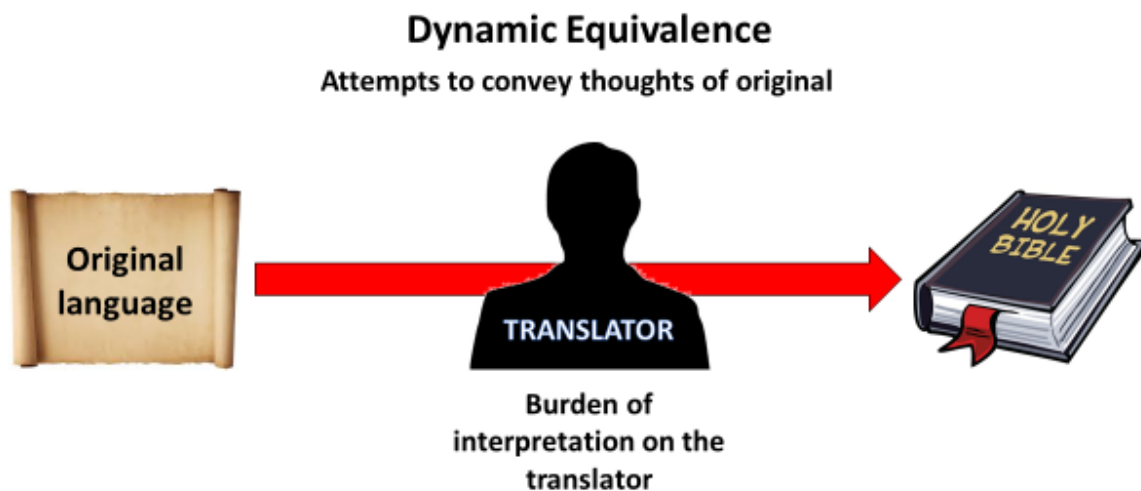 Dynamic Equivalence
Attempts to convey thoughts of original
Original
language
TRANSLATOR
HOLY
BIBLE
Burden of
interpretation on the
translator